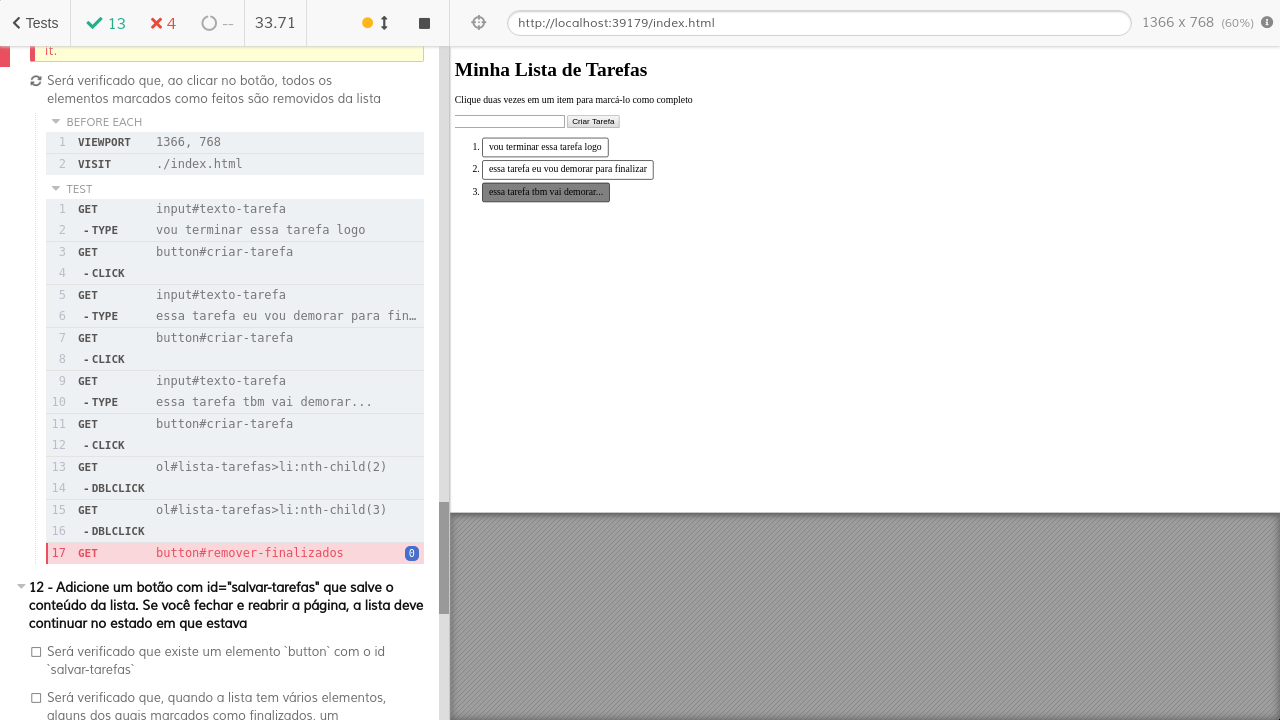 Tests 13 4 -- 33.71 http://localhost:39179/index.html 1366 x 768 (60%)
it.
Será verificado que, ao clicar no botão, todos os
elementos marcados como feitos são removidos da lista
BEFORE EACH
1 VIEWPORT 1366, 768
2 VISIT ./index.html
TEST
1 GET input#texto-tarefa
2 -TYPE vou terminar essa tarefa logo
3 GET button#criar-tarefa
4 -CLICK
5 GET input#texto-tarefa
6 -TYPE essa tarefa eu vou demorar para fin…
7 GET button#criar-tarefa
8 -CLICK
9 GET input#texto-tarefa
10 -TYPE essa tarefa tbm vai demorar...
11 GET button#criar-tarefa
12 -CLICK
13 GET ol#lista-tarefas>li:nth-child(2)
14 -DBLCLICK
15 GET ol#lista-tarefas>li:nth-child(3)
16 -DBLCLICK
17 GET button#remover-finalizados 0
12 - Adicione um botão com id="salvar-tarefas" que salve o
conteúdo da lista. Se você fechar e reabrir a página, a lista deve
continuar no estado em que estava
Será verificado que existe um elemento `button` com o id
`salvar-tarefas`
Será verificado que, quando a lista tem vários elementos,
alguns dos quais marcados como finalizados, um
Minha Lista de Tarefas
Clique duas vezes em um item para marcá-lo como completo
Criar Tarefa
1. vou terminar essa tarefa logo
2. essa tarefa eu vou demorar para finalizar
3. essa tarefa tbm vai demorar...